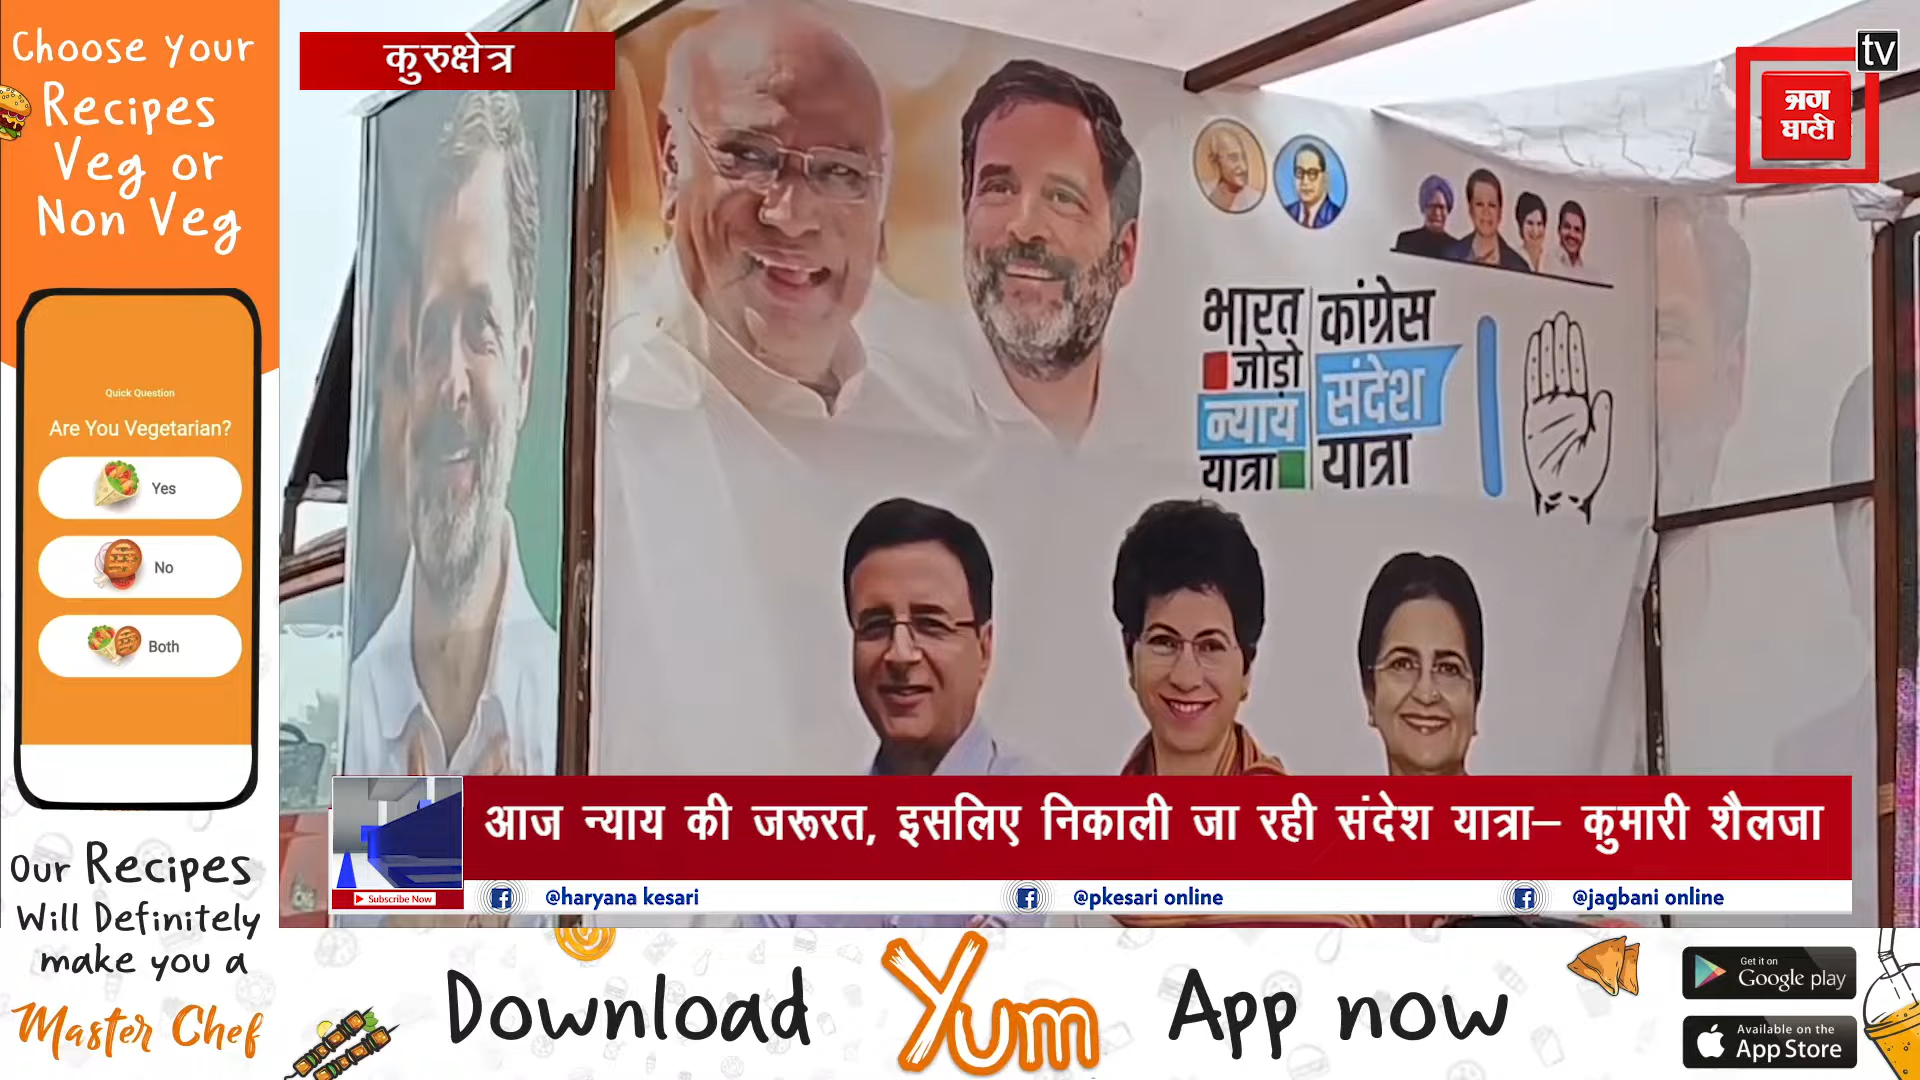 Choose Your
Recipes
Veg or
Non Veg
Quick Question
Are You Vegetarian?
Yes
No
Both
Our Recipes
Will Definitely
make you a
Master Chef
कुरुक्षेत्र
tv
ਜਗ
ਬਾਣੀ
भारत
जोड़ो
न्याय
यात्रा
कांग्रेस
संदेश
यात्रा
आज न्याय की जरूरत, इसलिए निकाली जा रही संदेश यात्रा– कुमारी शैलजा
Subscribe Now
@haryana kesari
@pkesari online
@jagbani online
Download Yum App now
Get it on
Google play
Available on the
App Store